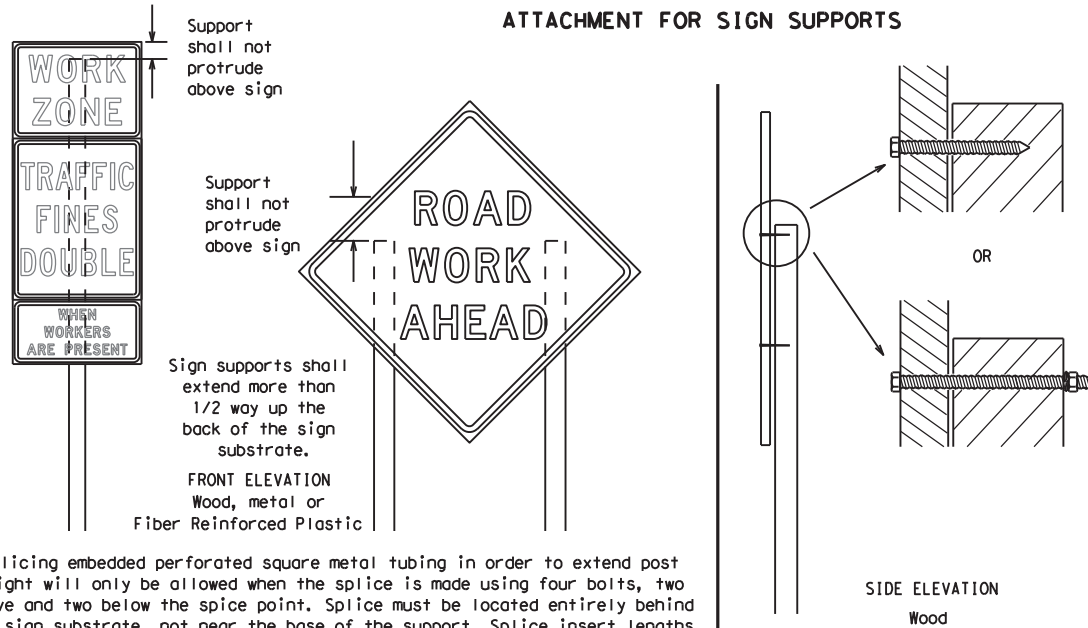 ATTACHMENT FOR SIGN SUPPORTS
Support
shall not
protrude
above sign
WORK
ZONE
TRAFFIC
FINES
DOUBLE
WHEN
WORKERS
ARE PRESENT
Support
shall not
protrude
above sign
ROAD
WORK
AHEAD
Sign supports shall
extend more than
1/2 way up the
back of the sign
substrate.
FRONT ELEVATION
Wood, metal or
Fiber Reinforced Plastic
OR
SIDE ELEVATION
Wood
licing embedded perforated square metal tubing in order to extend post
ight will only be allowed when the splice is made using four bolts, two
ve and two below the spice point. Splice must be located entirely behind
sign substrate, not near the base of the support. Splice insert lengths